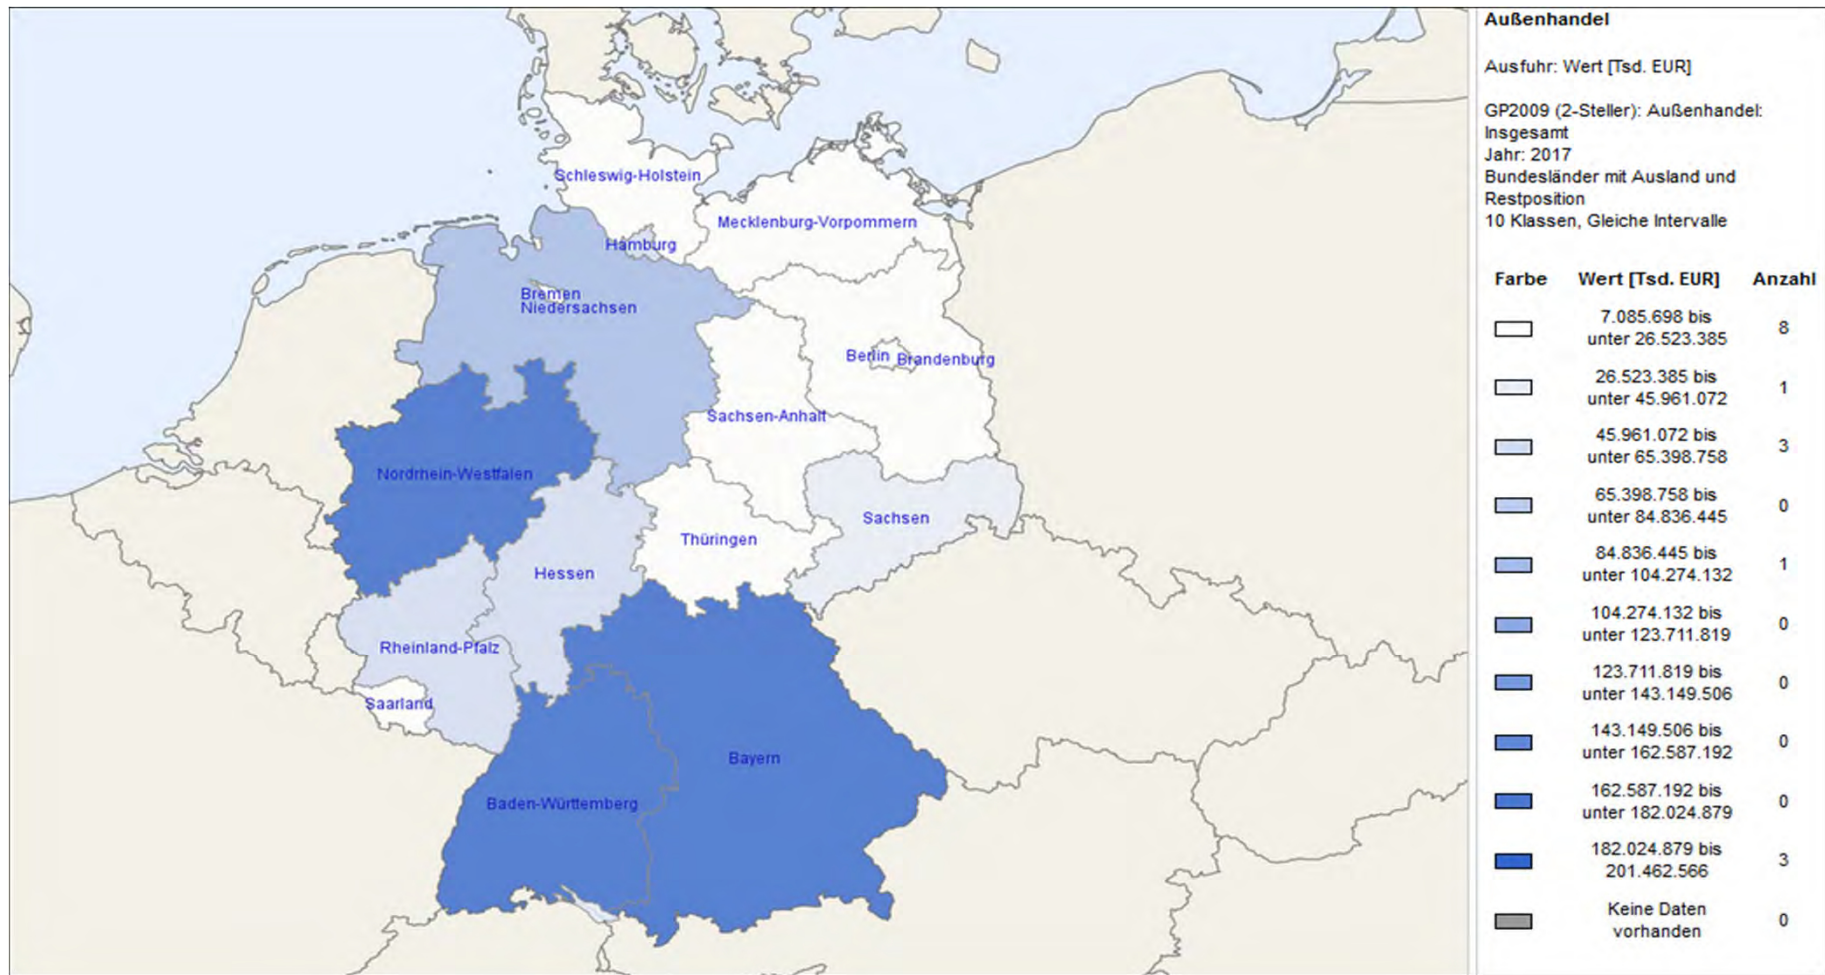 Schleswig-Holstein
Mecklenburg-Vorpommern
Hamburg
Bremen
Niedersachsen
Berlin
Brandenburg
Sachsen-Anhalt
Nordrhein-Westfalen
Sachsen
Thüringen
Hessen
Rheinland-Pfalz
Saarland
Bayern
Baden-Württemberg
Außenhandel
Ausfuhr: Wert [Tsd. EUR]
GP2009 (2-Steller): Außenhandel:
Insgesamt
Jahr: 2017
Bundesländer mit Ausland und
Restposition
10 Klassen, Gleiche Intervalle
Farbe Wert [Tsd. EUR] Anzahl
7.085.698 bis
unter 26.523.385
8
26.523.385 bis
unter 45.961.072
1
45.961.072 bis
unter 65.398.758
3
65.398.758 bis
unter 84.836.445
0
84.836.445 bis
unter 104.274.132
1
104.274.132 bis
unter 123.711.819
0
123.711.819 bis
unter 143.149.506
0
143.149.506 bis
unter 162.587.192
0
162.587.192 bis
unter 182.024.879
0
182.024.879 bis
201.462.566
3
Keine Daten
vorhanden
0